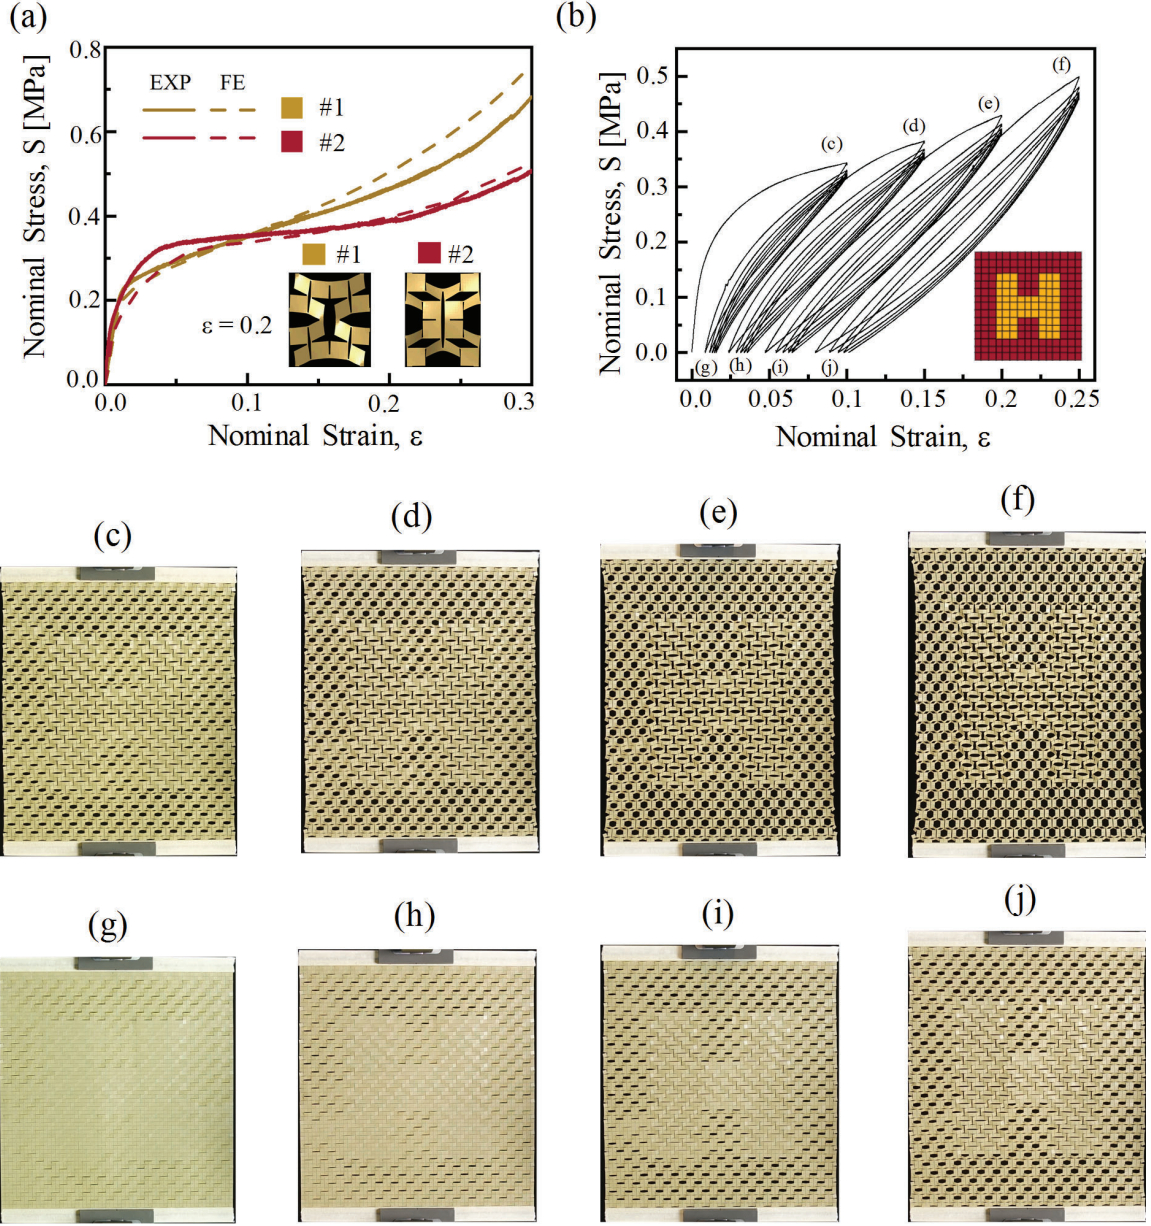 (a)
0.8
0.6
0.4
0.2
0.0
Nominal Stress, S [MPa]
EXP FE
#1
#2
#1 #2
ε = 0.2
0.0 0.1 0.2 0.3
Nominal Strain, ε
(b)
0.5
0.4
0.3
0.2
0.1
0.0
Nominal Stress, S [MPa]
(c) (d) (e) (f)
(g) (h) (i) (j)
0.0 0.05 0.1 0.15 0.2 0.25
Nominal Strain, ε
(c) (d) (e) (f)
(g) (h) (i) (j)